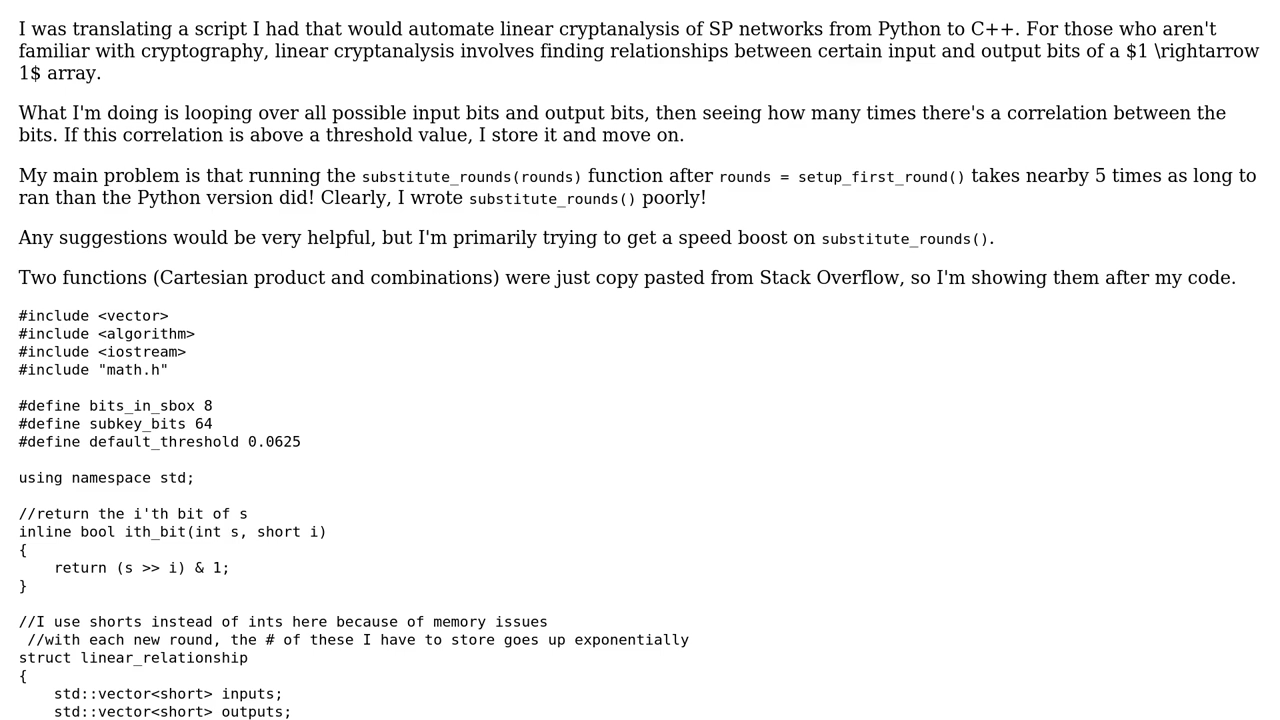 I was translating a script I had that would automate linear cryptanalysis of SP networks from Python to C++. For those who aren't
familiar with cryptography, linear cryptanalysis involves finding relationships between certain input and output bits of a $1 \rightarrow
1$ array.
What I'm doing is looping over all possible input bits and output bits, then seeing how many times there's a correlation between the
bits. If this correlation is above a threshold value, I store it and move on.
My main problem is that running the substitute_rounds(rounds) function after rounds = setup_first_round() takes nearby 5 times as long to
ran than the Python version did! Clearly, I wrote substitute_rounds() poorly!
Any suggestions would be very helpful, but I'm primarily trying to get a speed boost on substitute_rounds().
Two functions (Cartesian product and combinations) were just copy pasted from Stack Overflow, so I'm showing them after my code.
#include <vector>
#include <algorithm>
#include <iostream>
#include "math.h"
#define bits_in_sbox 8
#define subkey_bits 64
#define default_threshold 0.0625
using namespace std;
//return the i'th bit of s
inline bool ith_bit(int s, short i)
{
    return (s >> i) & 1;
}
//I use shorts instead of ints here because of memory issues
 //with each new round, the # of these I have to store goes up exponentially
struct linear_relationship
{
    std::vector<short> inputs;
    std::vector<short> outputs;